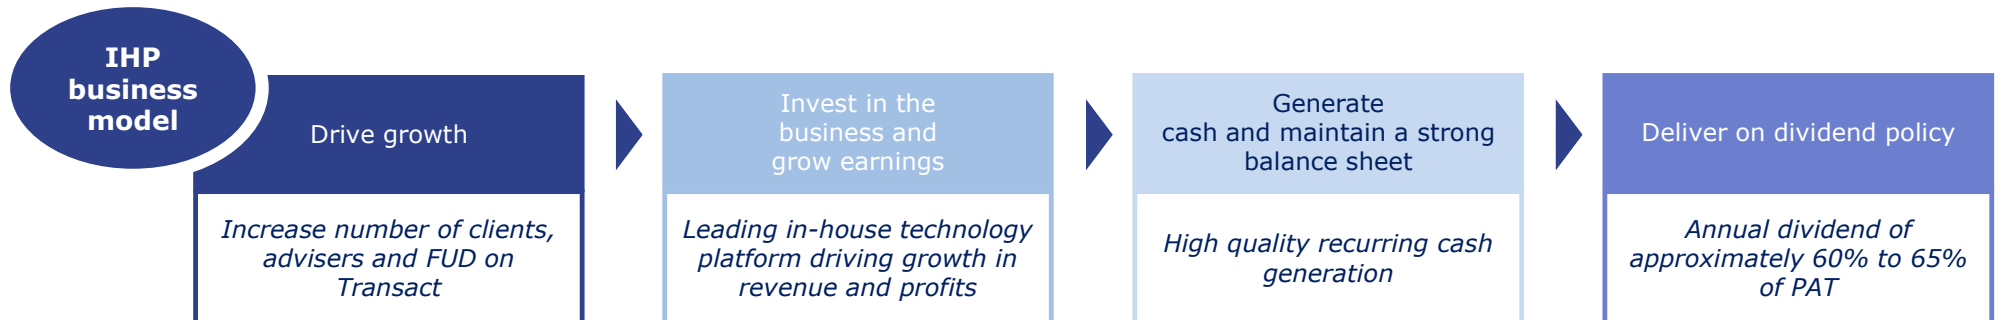 IHP
business
model
Drive growth
Increase number of clients,
advisers and FUD on
Transact
Invest in the
business and
grow earnings
Leading in-house technology
platform driving growth in
revenue and profits
Generate
cash and maintain a strong
balance sheet
High quality recurring cash
generation
Deliver on dividend policy
Annual dividend of
approximately 60% to 65%
of PAT